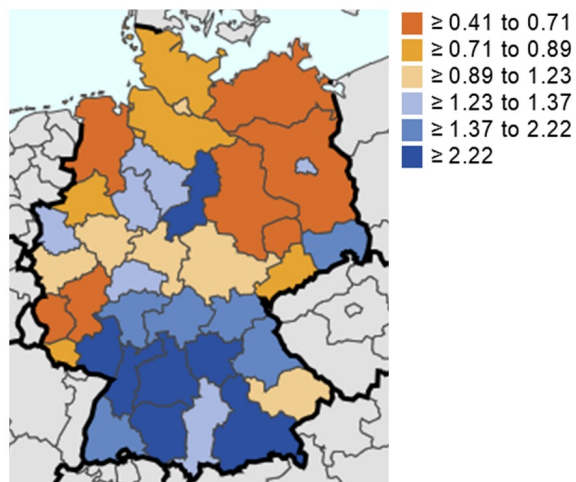 ≥ 0.41 to 0.71
≥ 0.71 to 0.89
≥ 0.89 to 1.23
≥ 1.23 to 1.37
≥ 1.37 to 2.22
≥ 2.22